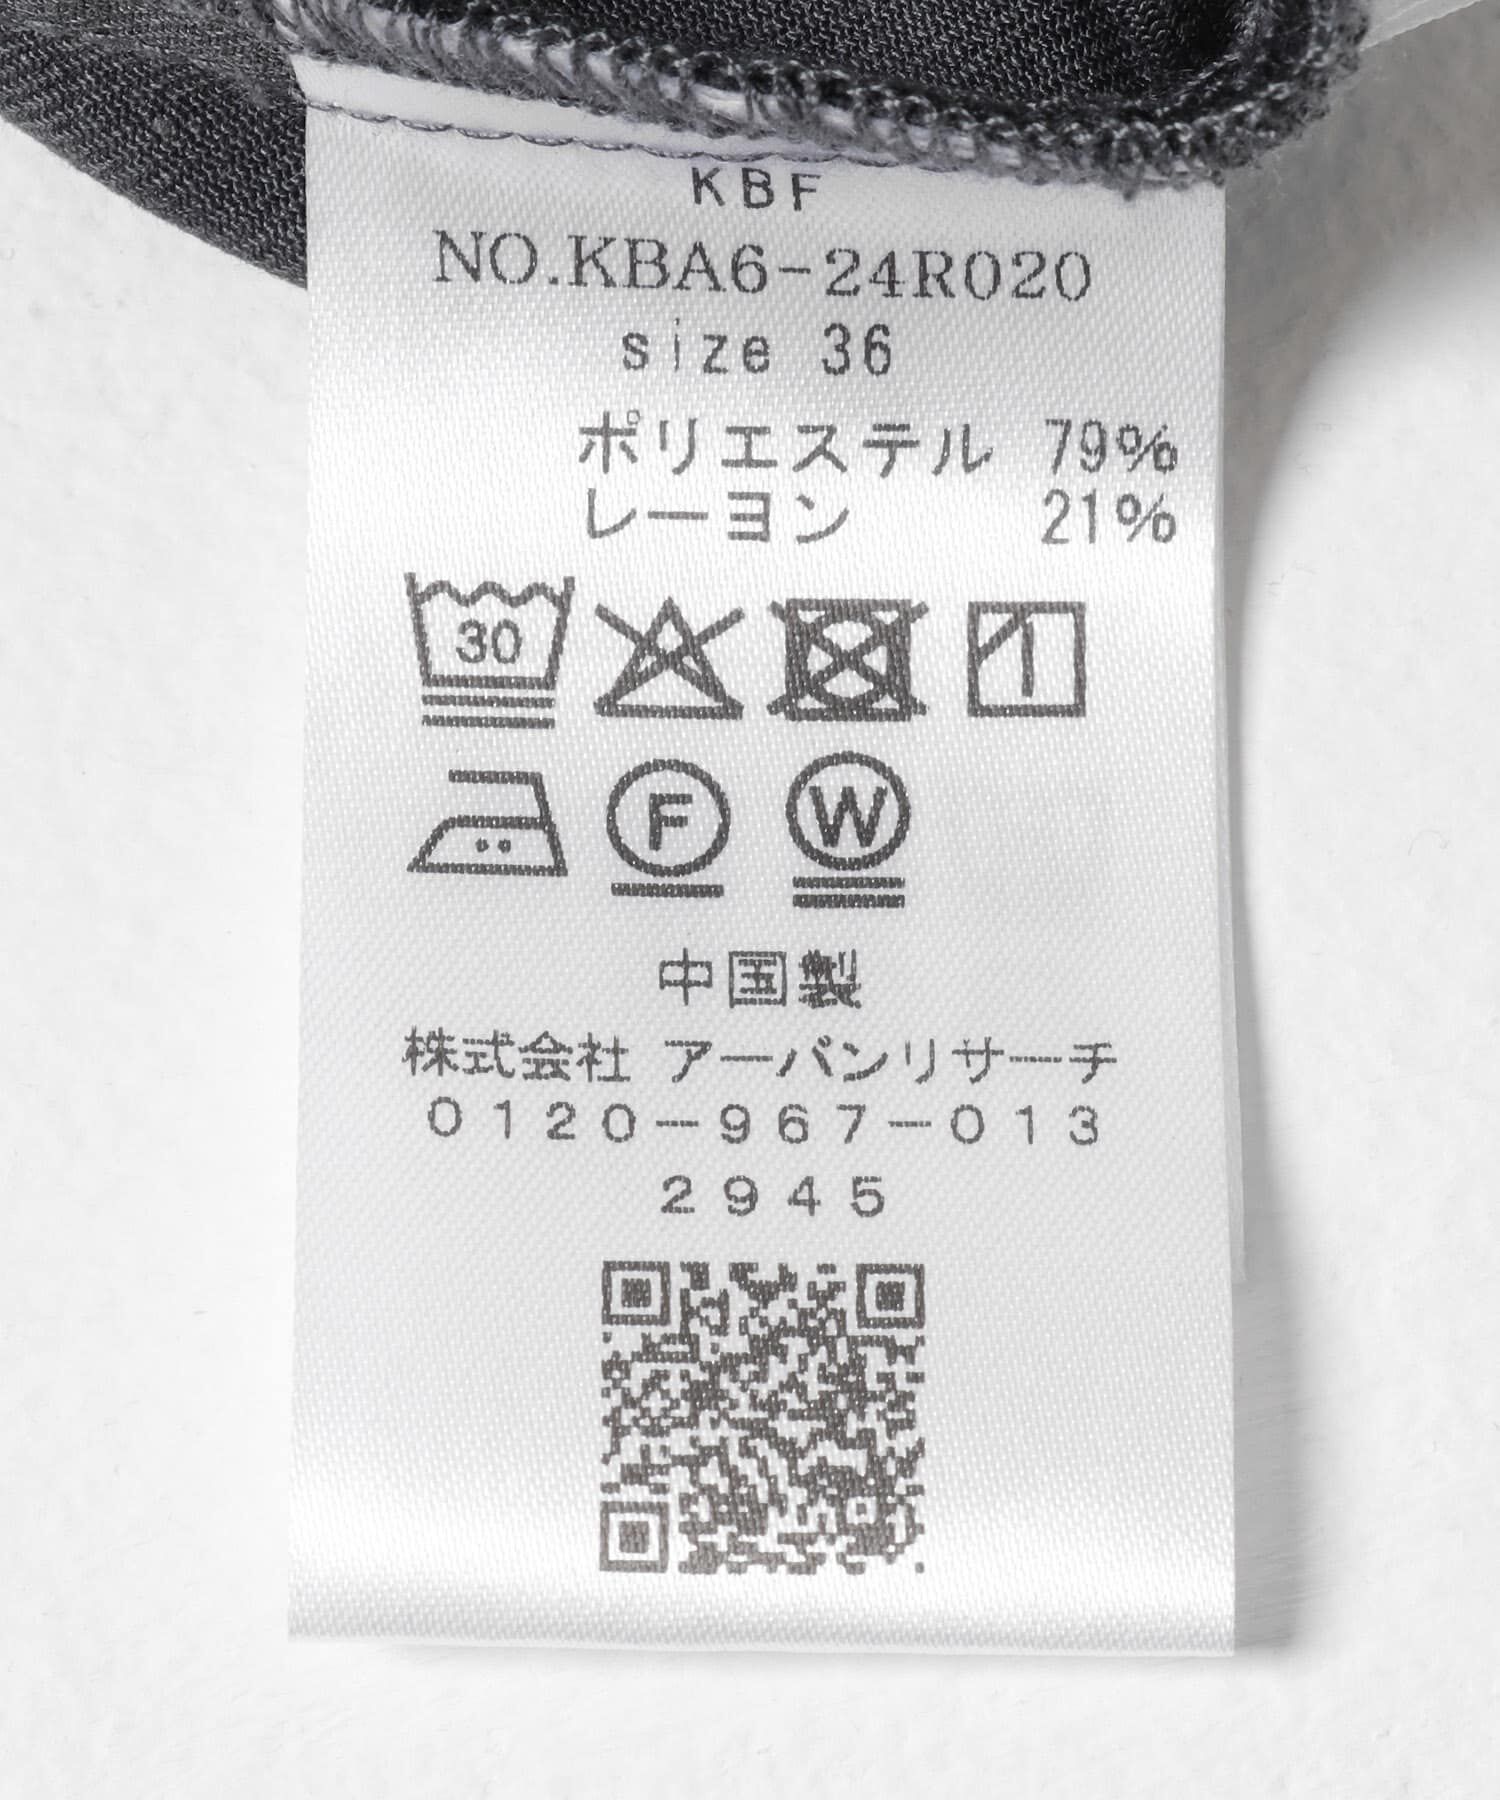 KBF
NO.KBA6-24R020
size 36
ポリエステル 79%
レーヨン 21%
30
F W
中国製
株式会社 アーバンリサーチ
0120-967-013
2945